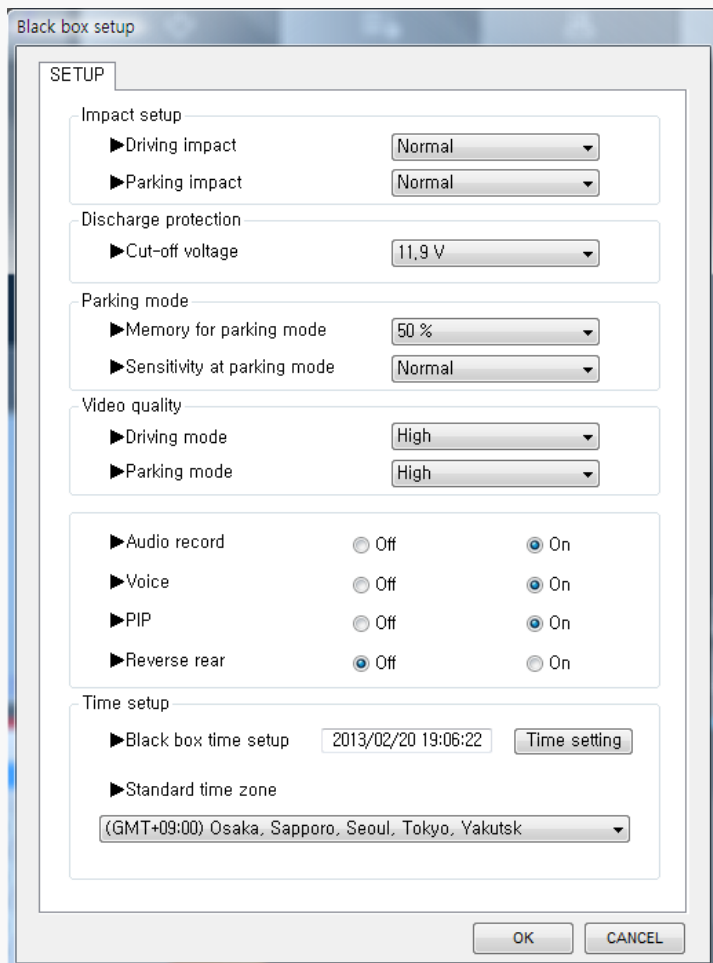 Black box setup
SETUP
Impact setup
▶Driving impact Normal
▶Parking impact Normal
Discharge protection
▶Cut-off voltage 11,9 V
Parking mode
▶Memory for parking mode 50 %
▶Sensitivity at parking mode Normal
Video quality
▶Driving mode High
▶Parking mode High
▶Audio record Off On
▶Voice Off On
▶PIP Off On
▶Reverse rear Off On
Time setup
▶Black box time setup 2013/02/20 19:06:22 Time setting
▶Standard time zone
(GMT+09:00) Osaka, Sapporo, Seoul, Tokyo, Yakutsk
OK CANCEL